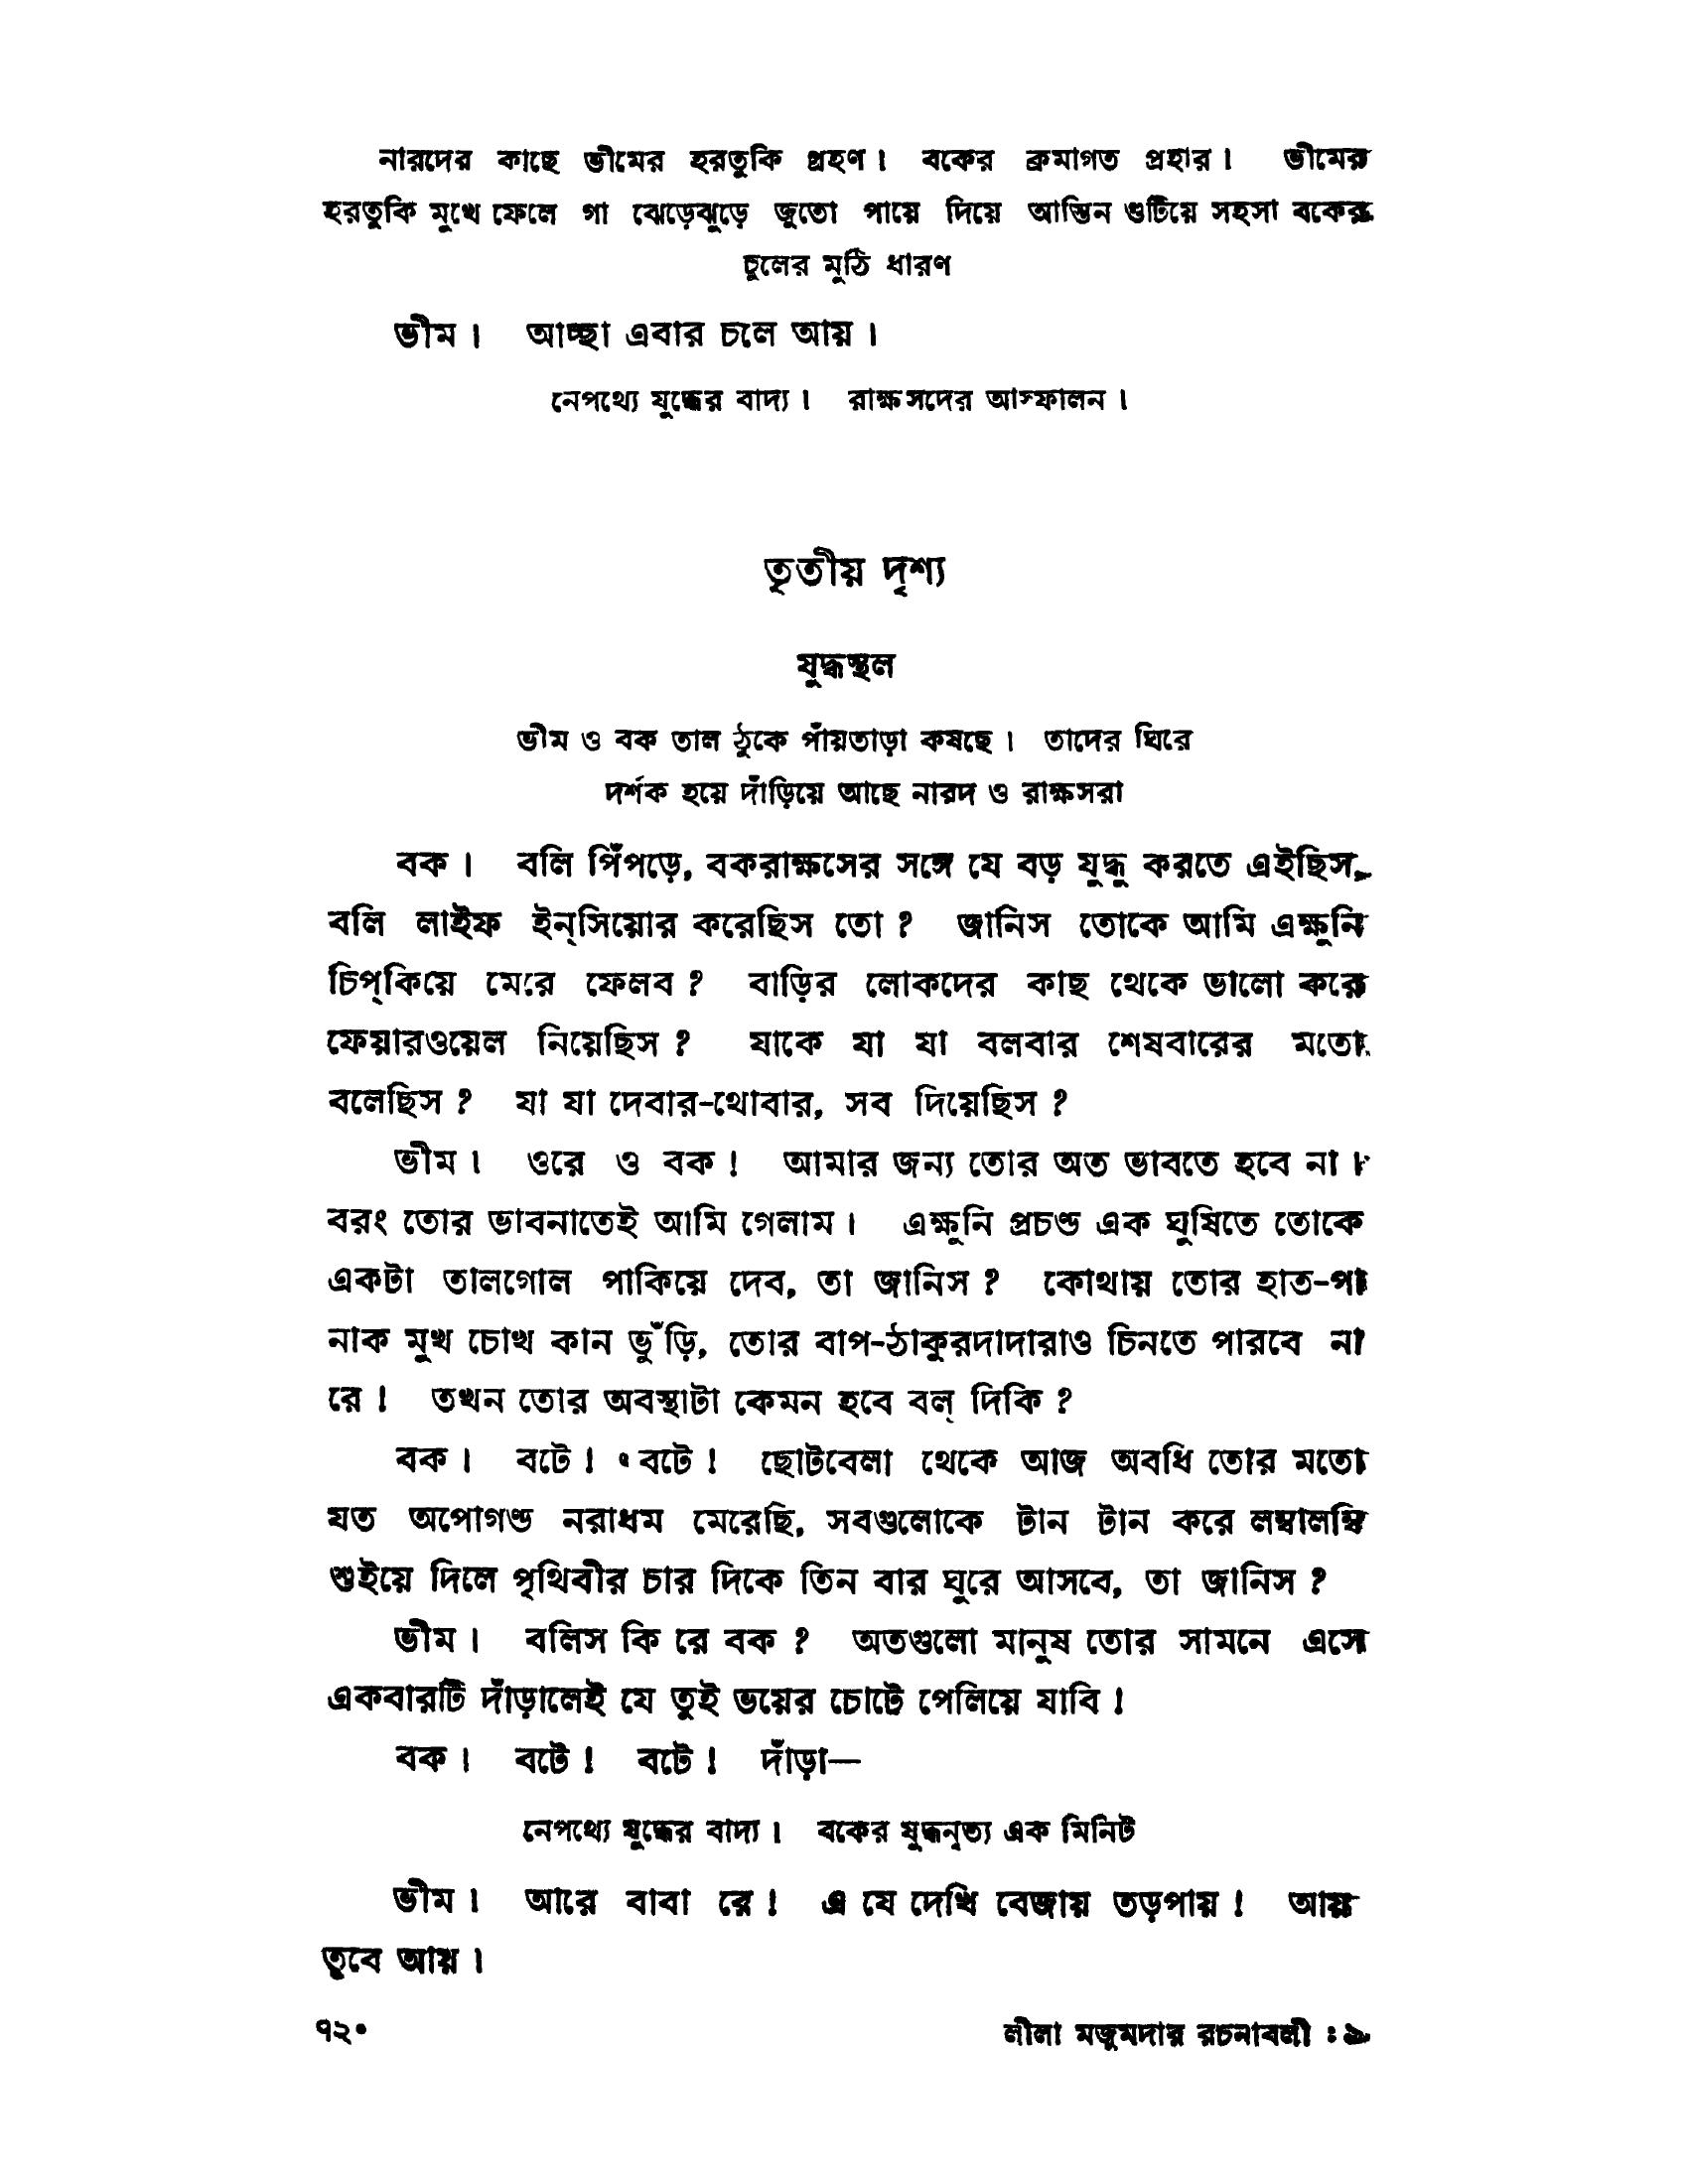 নারদের কাছে ভীমের হরতুকি গ্রহণ। বকের ক্রমাগত প্রহার। ভীমের
হরতুকি মুখে ফেলে গা ঝেড়েঝুড়ে জুতো পায়ে দিয়ে আস্তিন গুটিয়ে সহসা বকের
চুলের মুঠি ধারণ
ভীম। আচ্ছা এবার চলে আয়।
নেপথ্যে যুদ্ধের বাদ্য। রাক্ষসদের আস্ফালন।
তৃতীয় দৃশ্য
যুদ্ধস্থল
ভীম ও বক তাল ঠুকে পাঁয়তাড়া কষছে। তাদের ঘিরে
দর্শক হয়ে দাঁড়িয়ে আছে নারদ ও রাক্ষসরা
বক। বলি পিঁপড়ে, বকরাক্ষসের সঙ্গে যে বড় যুদ্ধু করতে এইছিস,
বলি লাইফ ইন্‌সিয়োর করেছিস তো? জানিস তোকে আমি এক্ষুনি
চিপ্‌কিয়ে মেরে ফেলব? বাড়ির লোকদের কাছ থেকে ভালো করে
ফেয়ারওয়েল নিয়েছিস? যাকে যা যা বলবার শেষবারের মতো
বলেছিস? যা যা দেবার-থোবার, সব দিয়েছিস?
ভীম। ওরে ও বক! আমার জন্য তোর অত ভাবতে হবে না।
বরং তোর ভাবনাতেই আমি গেলাম। এক্ষুনি প্রচণ্ড এক ঘুষিতে তোকে
একটা তালগোল পাকিয়ে দেব, তা জানিস? কোথায় তোর হাত-পা
নাক মুখ চোখ কান ভুঁড়ি, তোর বাপ-ঠাকুরদাদারাও চিনতে পারবে না
রে! তখন তোর অবস্থাটা কেমন হবে বল্ দিকি?
বক। বটে! বটে! ছোটবেলা থেকে আজ অবধি তোর মতো
যত অপোগণ্ড নরাধম মেরেছি, সবগুলোকে টান টান করে লম্বালম্বি
শুইয়ে দিলে পৃথিবীর চার দিকে তিন বার ঘুরে আসবে, তা জানিস?
ভীম। বলিস কি রে বক? অতগুলো মানুষ তোর সামনে এসে
একবারটি দাঁড়ালেই যে তুই ভয়ের চোটে পেলিয়ে যাবি!
বক। বটে! বটে! দাঁড়া—
নেপথ্যে যুদ্ধের বাদ্য। বকের যুদ্ধনৃত্য এক মিনিট
ভীম। আরে বাবা রে! এ যে দেখি বেজায় তড়পায়! আয়
তবে আয়।
৭২০ লীলা মজুমদার রচনাবলী : ৯